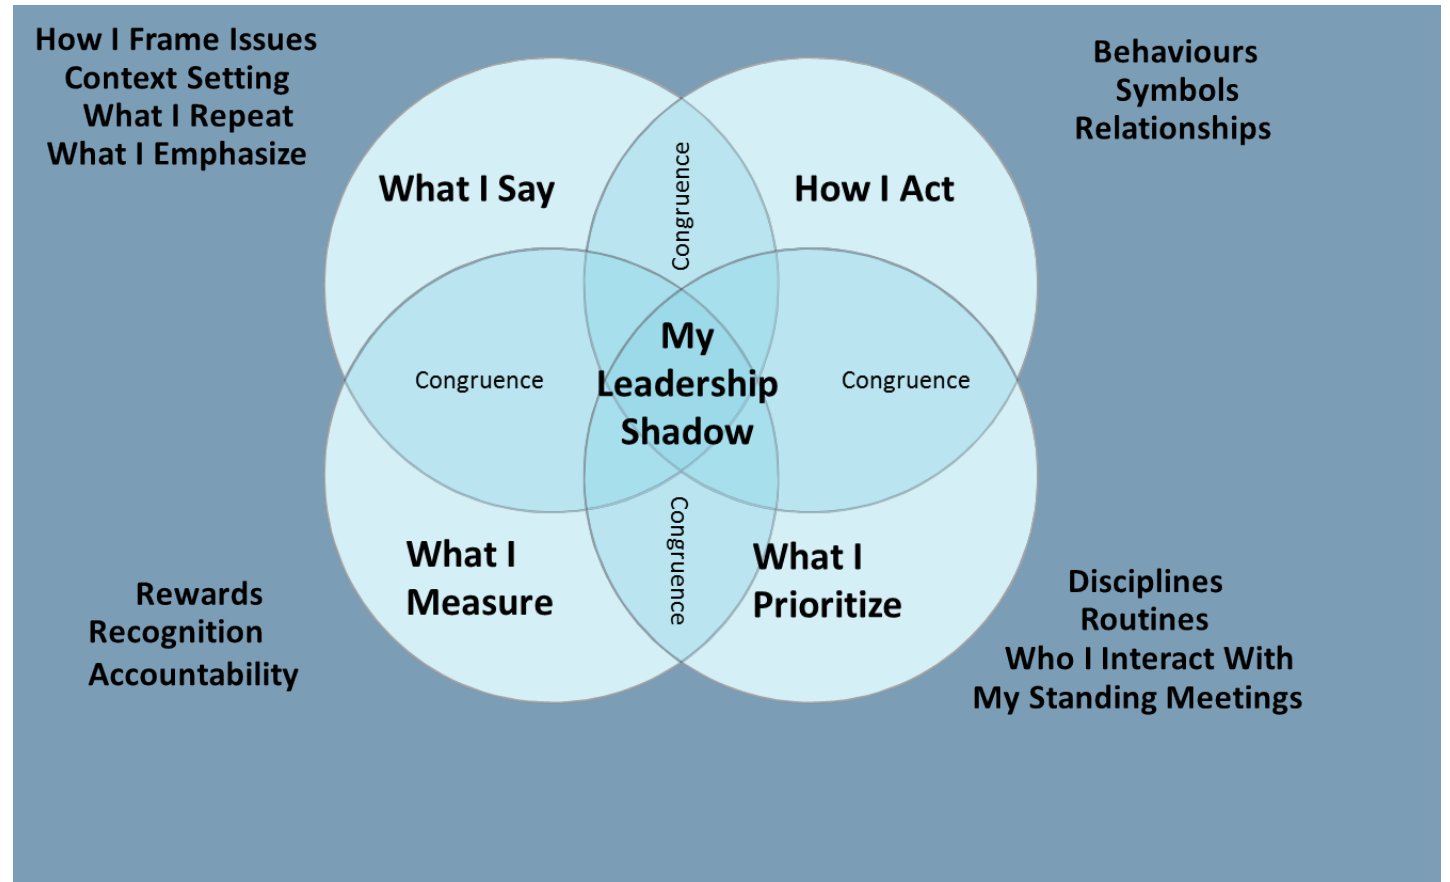 How I Frame Issues
Context Setting
What I Repeat
What I Emphasize
Behaviours
Symbols
Relationships
What I Say
Congruence
How I Act
Congruence
My
Leadership
Shadow
Congruence
What I
Measure
Congruence
What I
Prioritize
Rewards
Recognition
Accountability
Disciplines
Routines
Who I Interact With
My Standing Meetings